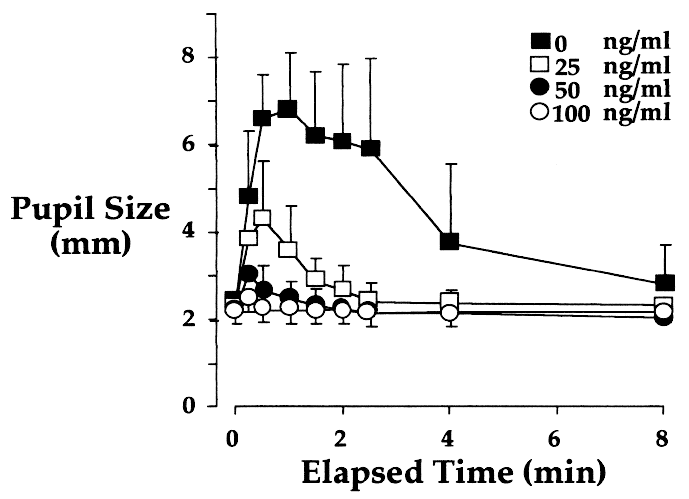 8
6
4
2
0
Pupil Size
(mm)
0 ng/ml
25 ng/ml
50 ng/ml
100 ng/ml
0 2 4 6 8
Elapsed Time (min)